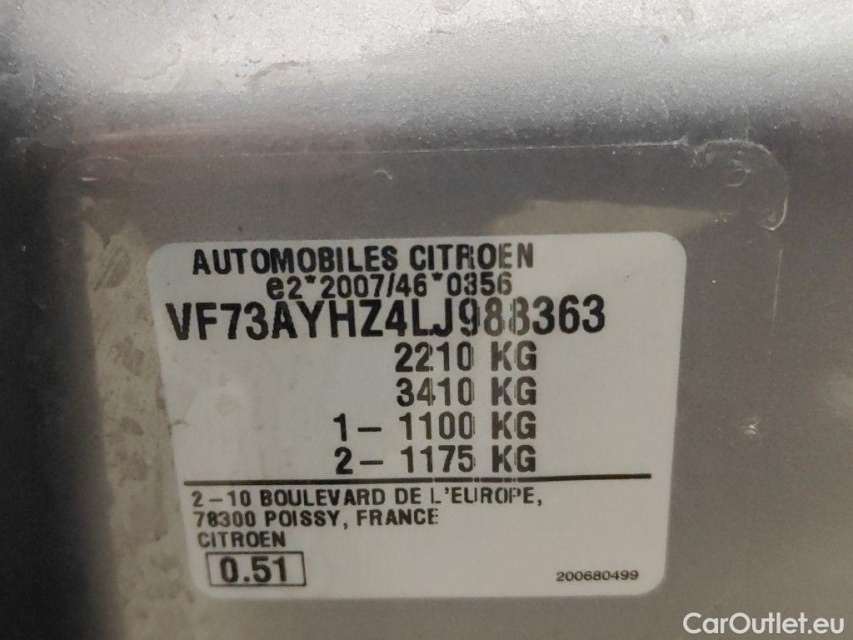 AUTOMOBILES CITROEN
e2*2007/46*0356
VF73AYHZ4LJ988363
2210 KG
3410 KG
1– 1100 KG
2– 1175 KG
2–10 BOULEVARD DE L'EUROPE,
78300 POISSY, FRANCE
CITROEN
0.51
200680499
CarOutlet.eu